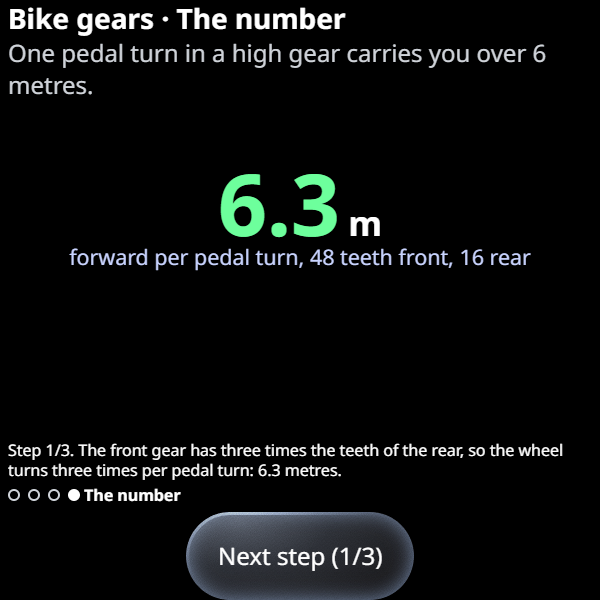 Bike gears · The number
One pedal turn in a high gear carries you over 6
metres.
6.3 m
forward per pedal turn, 48 teeth front, 16 rear
Step 1/3. The front gear has three times the teeth of the rear, so the wheel
turns three times per pedal turn: 6.3 metres.
The number
Next step (1/3)